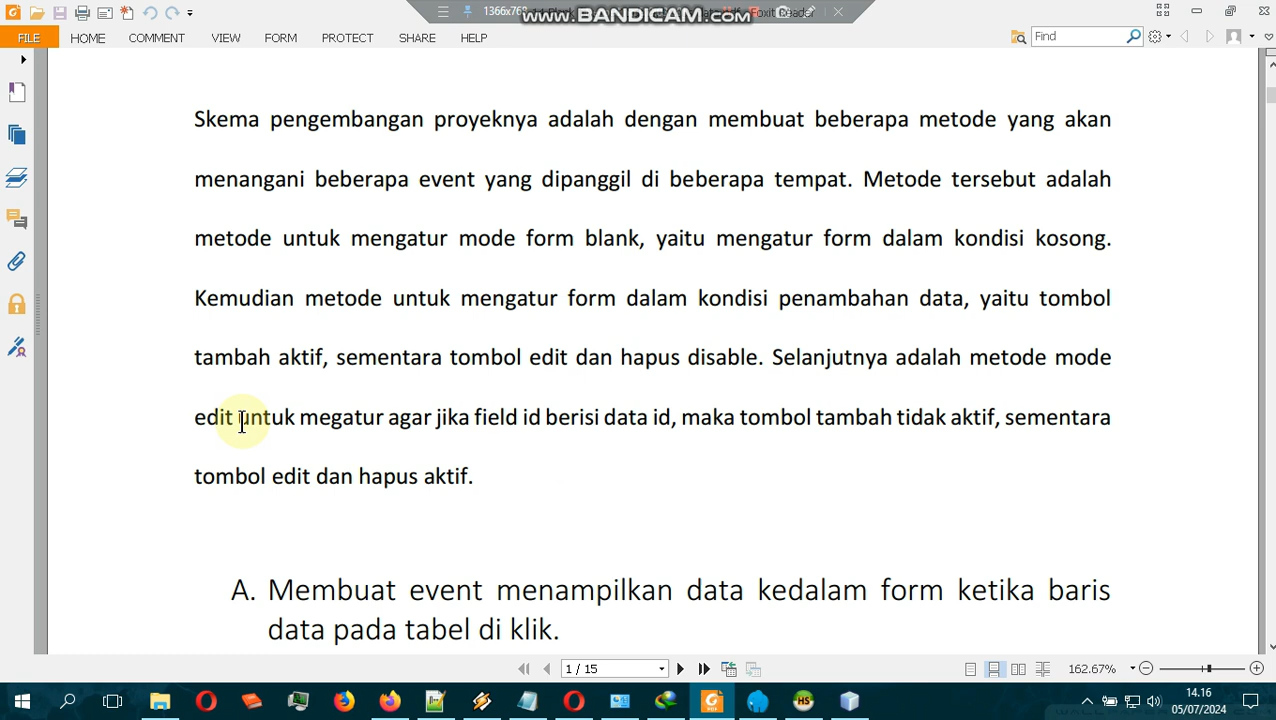 1366x768
www.BANDICAM.com
Reader
FILE HOME COMMENT VIEW FORM PROTECT SHARE HELP
Find
Skema pengembangan proyeknya adalah dengan membuat beberapa metode yang akan
menangani beberapa event yang dipanggil di beberapa tempat. Metode tersebut adalah
metode untuk mengatur mode form blank, yaitu mengatur form dalam kondisi kosong.
Kemudian metode untuk mengatur form dalam kondisi penambahan data, yaitu tombol
tambah aktif, sementara tombol edit dan hapus disable. Selanjutnya adalah metode mode
edit untuk megatur agar jika field id berisi data id, maka tombol tambah tidak aktif, sementara
tombol edit dan hapus aktif.
A. Membuat event menampilkan data kedalam form ketika baris
data pada tabel di klik.
1 / 15
162.67%
14.16
05/07/2024